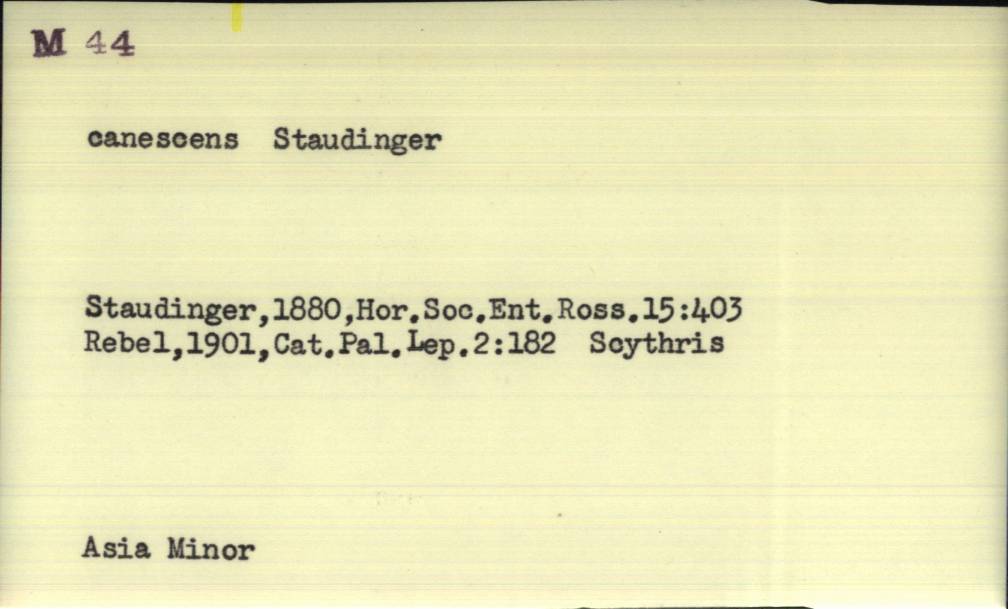 M 44
canescens Staudinger
Staudinger,1880,Hor.Soc.Ent.Ross.15:403
Rebel,1901,Cat.Pal.Lep.2:182 Scythris
Asia Minor